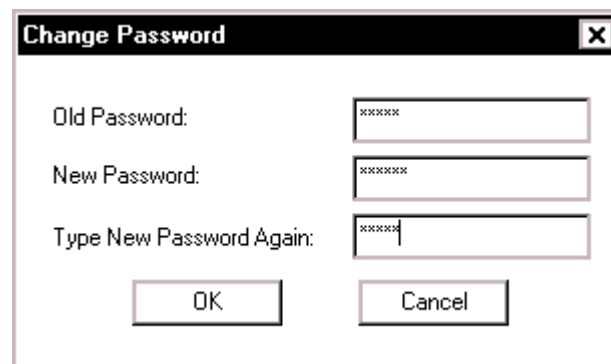 Change Password
Old Password: *****
New Password: ******
Type New Password Again: *****
OK Cancel